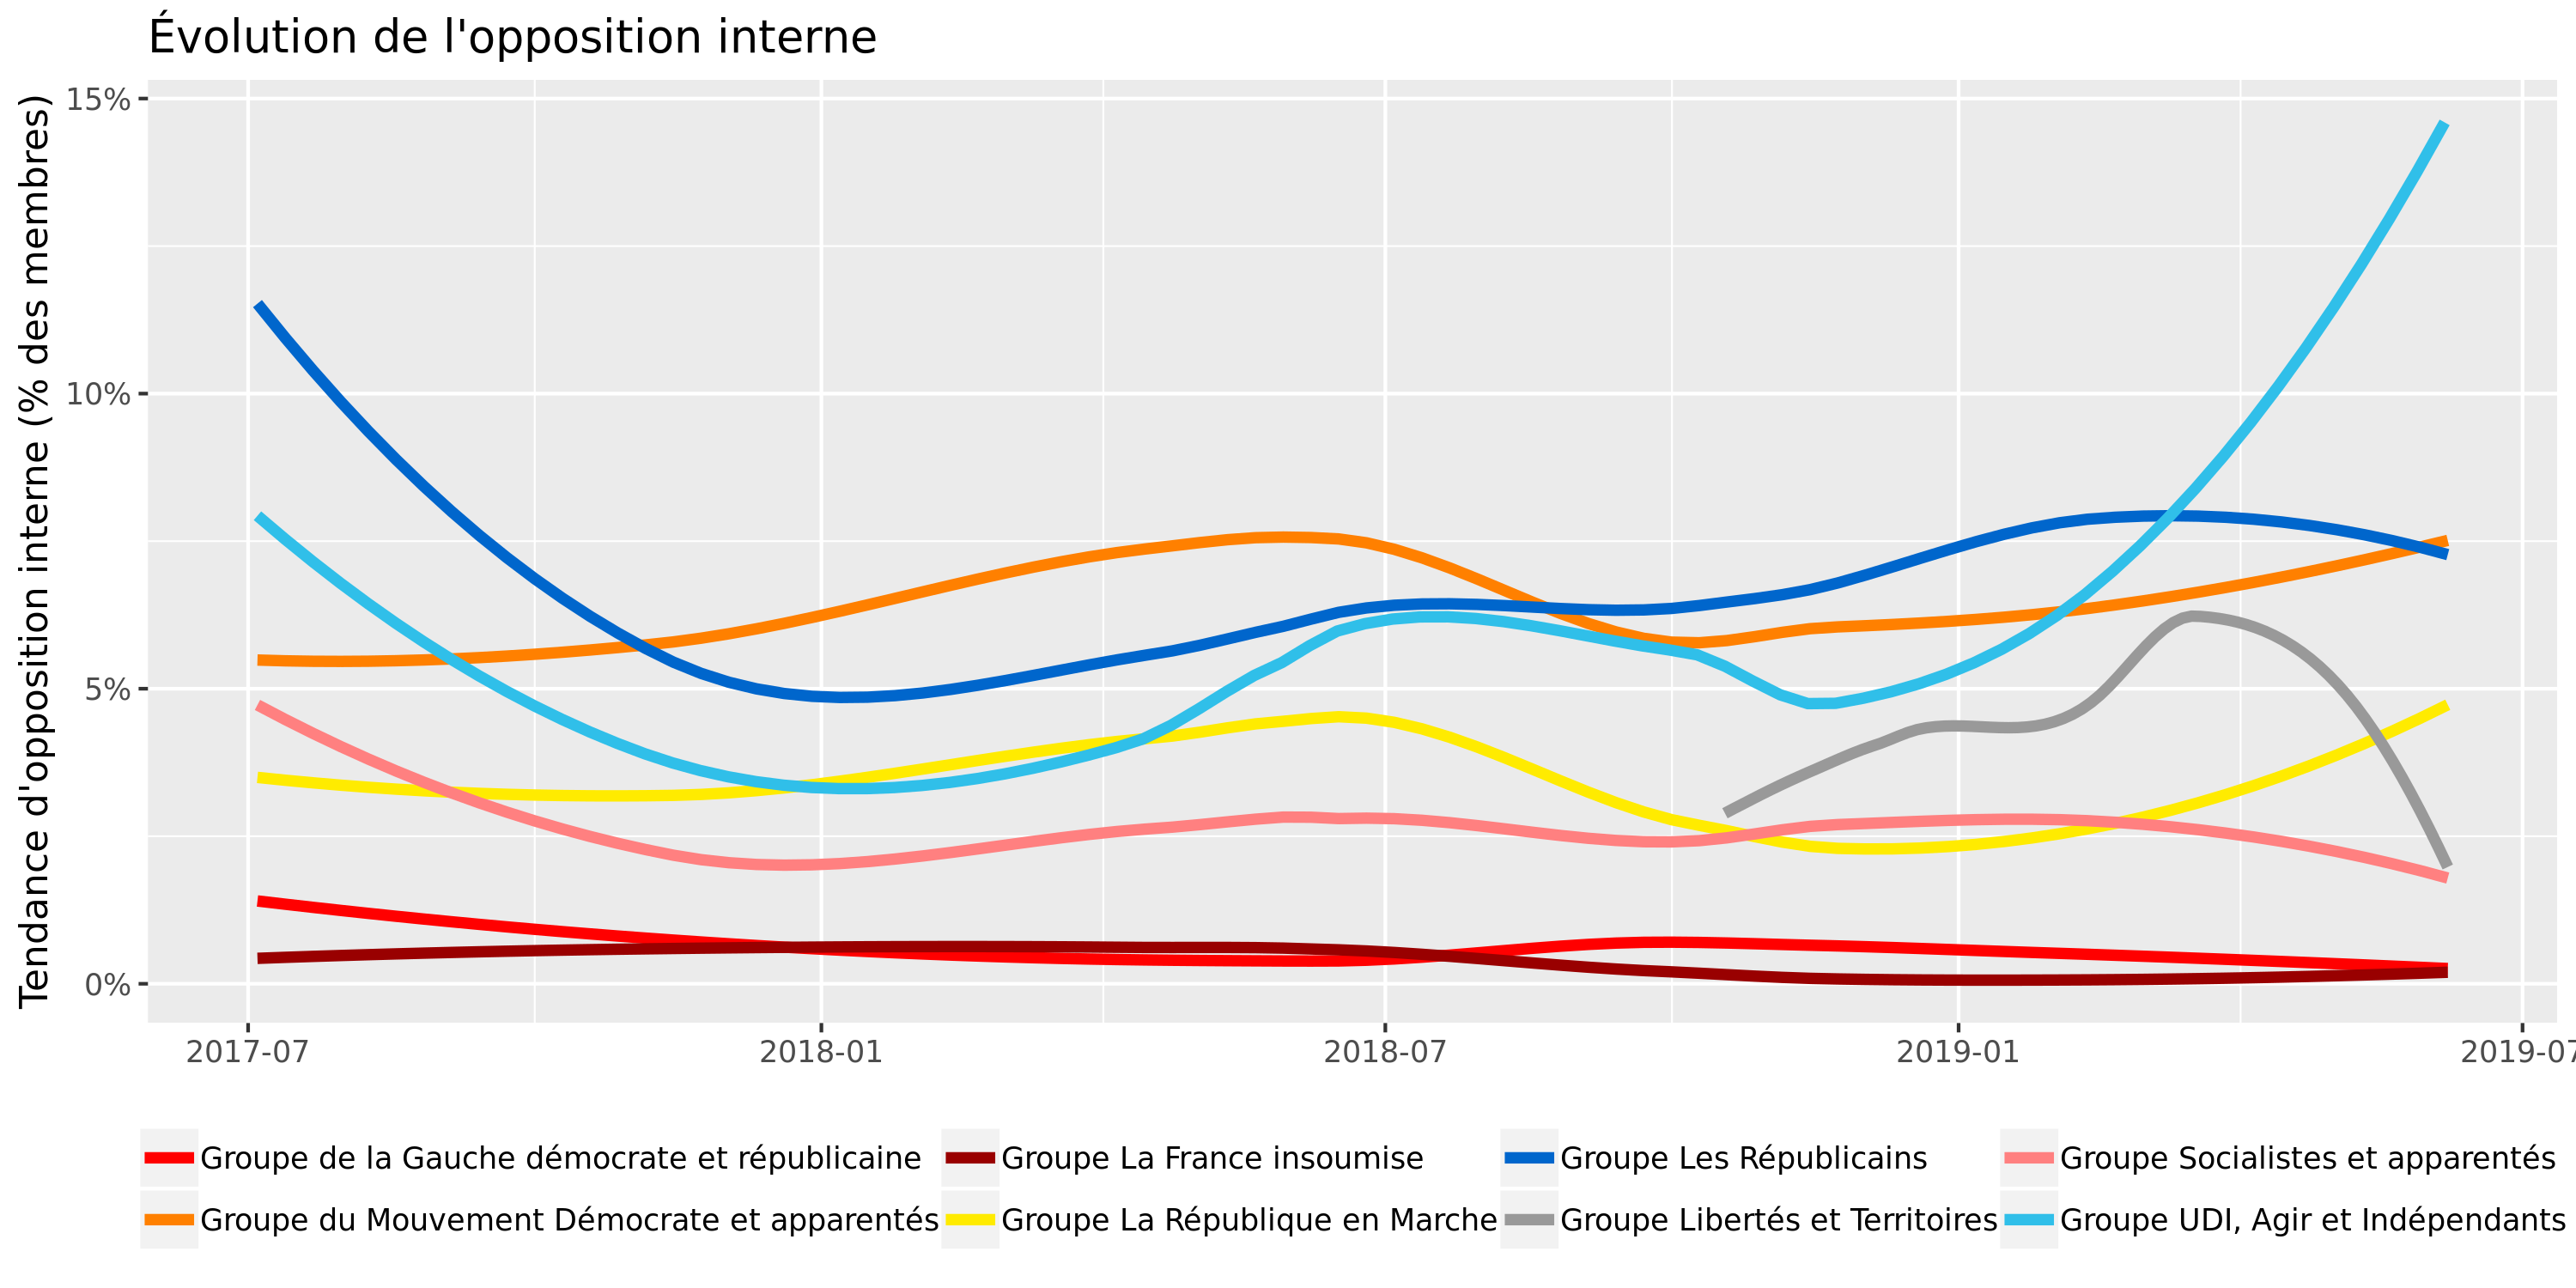 Évolution de l'opposition interne
Tendance d'opposition interne (% des membres)
15%
10%
5%
0%
2017-07 2018-01 2018-07 2019-01 2019-07
Groupe de la Gauche démocrate et républicaine Groupe La France insoumise Groupe Les Républicains Groupe Socialistes et apparentés
Groupe du Mouvement Démocrate et apparentés Groupe La République en Marche Groupe Libertés et Territoires Groupe UDI, Agir et Indépendants